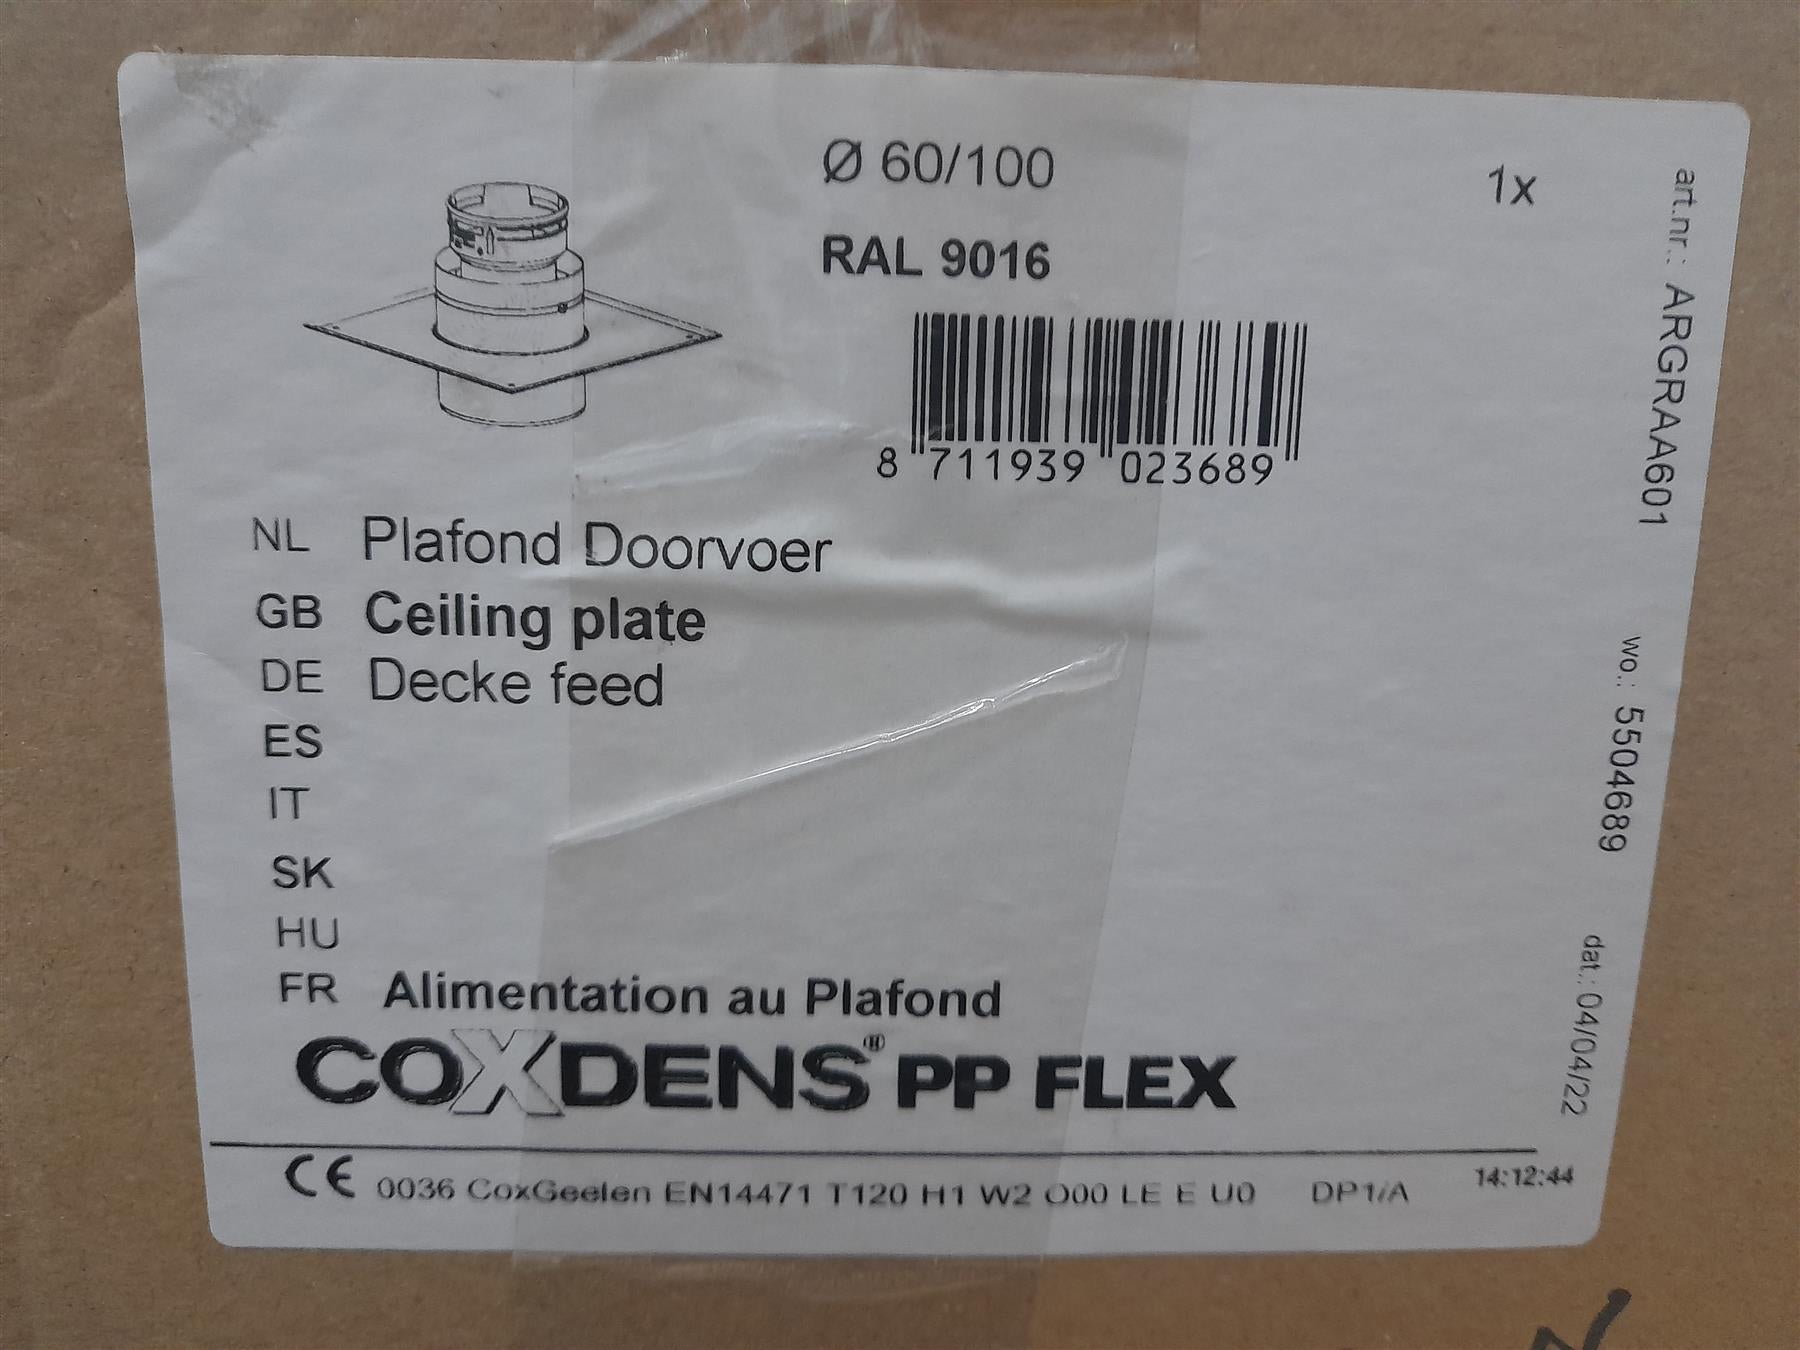 Ø 60/100
1x
RAL 9016
8 711939 023689
NL Plafond Doorvoer
GB Ceiling plate
DE Decke feed
ES
IT
SK
HU
FR Alimentation au Plafond
COXDENS® PP FLEX
CE 0036 CoxGeelen EN14471 T120 H1 W2 O00 LE E U0 DP1/A 14:12:44
art.nr.: ARGRAA601
wo.: 5504689
dat.: 04/04/22